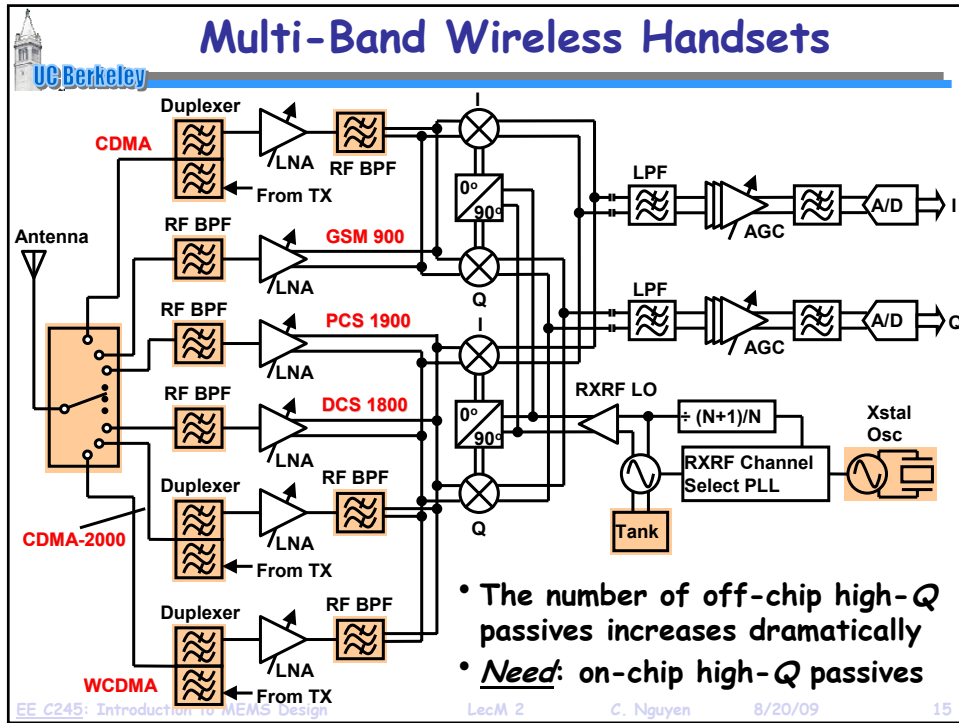 Multi-Band Wireless Handsets
UC Berkeley
Duplexer
CDMA
LNA
RF BPF
From TX
I
0o
90o
Q
LPF
AGC
A/D
I
Antenna
RF BPF
GSM 900
LNA
RF BPF
PCS 1900
LNA
I
LPF
AGC
A/D
Q
RF BPF
DCS 1800
LNA
0o
90o
Q
RXRF LO
÷ (N+1)/N
Xstal
Osc
RXRF Channel
Select PLL
Tank
Duplexer
CDMA-2000
LNA
RF BPF
From TX
Duplexer
WCDMA
LNA
RF BPF
From TX
• The number of off-chip high-Q
passives increases dramatically
• Need: on-chip high-Q passives
EE C245: Introduction to MEMS Design LecM 2 C. Nguyen 8/20/09 15